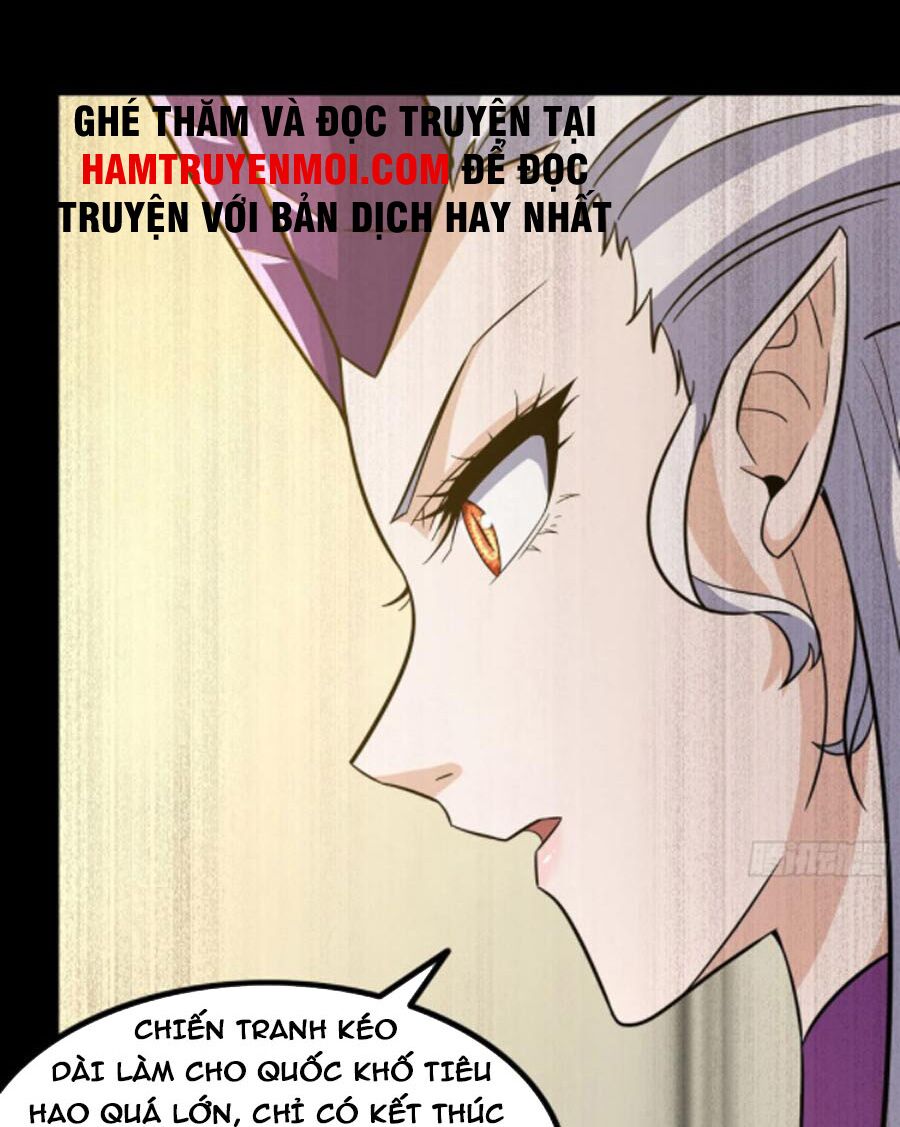 GHÉ THĂM VÀ ĐỌC TRUYỆN TẠI
HAMTRUYENMOI.COM ĐỂ ĐỌC
TRUYỆN VỚI BẢN DỊCH HAY NHẤT
CHIẾN TRANH KÉO
DÀI LÀM CHO QUỐC KHỐ TIÊU
HAO QUÁ LỚN, CHỈ CÓ KẾT THÚC